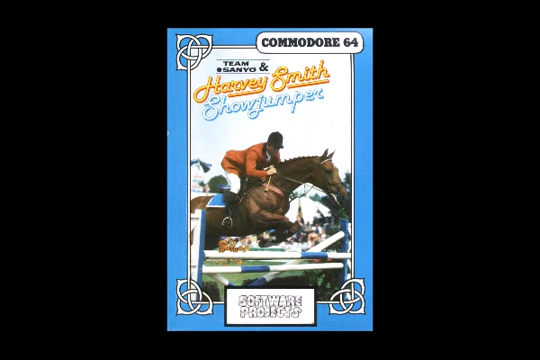 COMMODORE 64
TEAM
SANYO &
Harvey Smith
Showjumper
SOFTWARE
PROJECTS